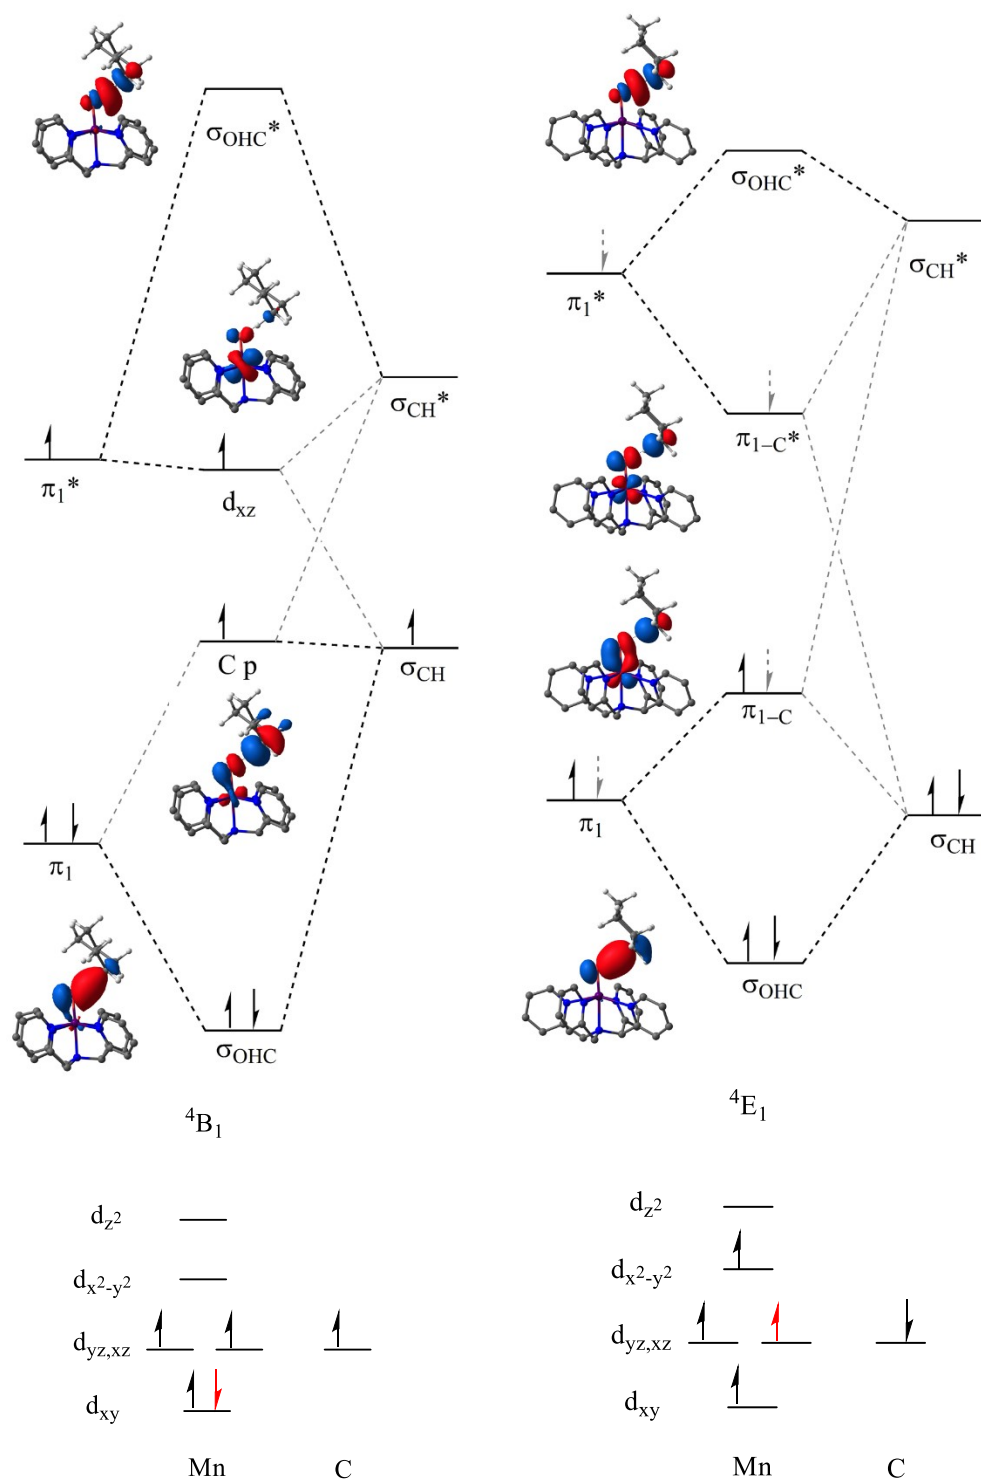 σOHC*
σCH*
π1*
dxz
C p
σCH
π1
σOHC
4B1
dz2
dx2-y2
dyz,xz
dxy
Mn
C
σOHC*
σCH*
π1*
π1–C*
π1–C
π1
σCH
σOHC
4E1
dz2
dx2-y2
dyz,xz
dxy
Mn
C